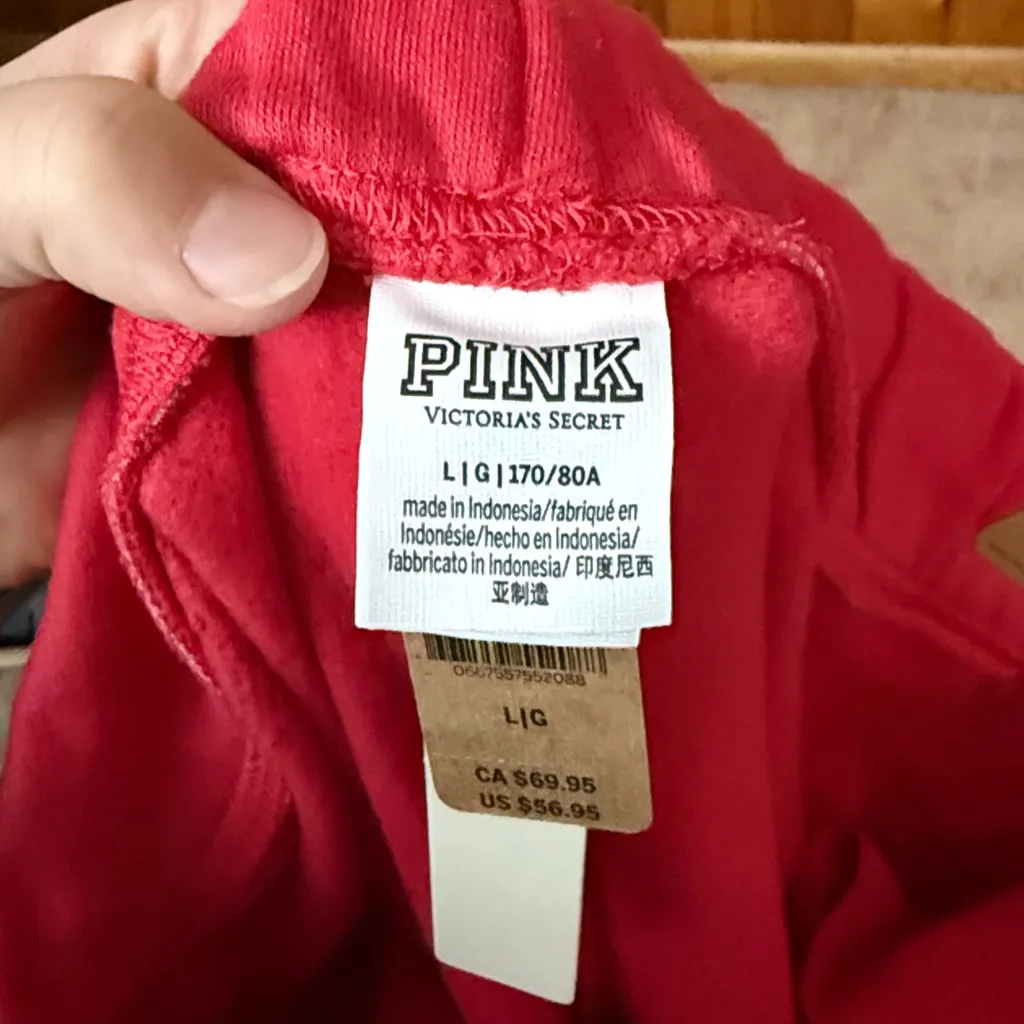 PINK
VICTORIA'S SECRET
L | G | 170/80A
made in Indonesia/fabriqué en
Indonésie/hecho en Indonesia/
fabbricato in Indonesia/ 印度尼西
亚制造
0667557552088
L|G
CA $69.95
US $56.95